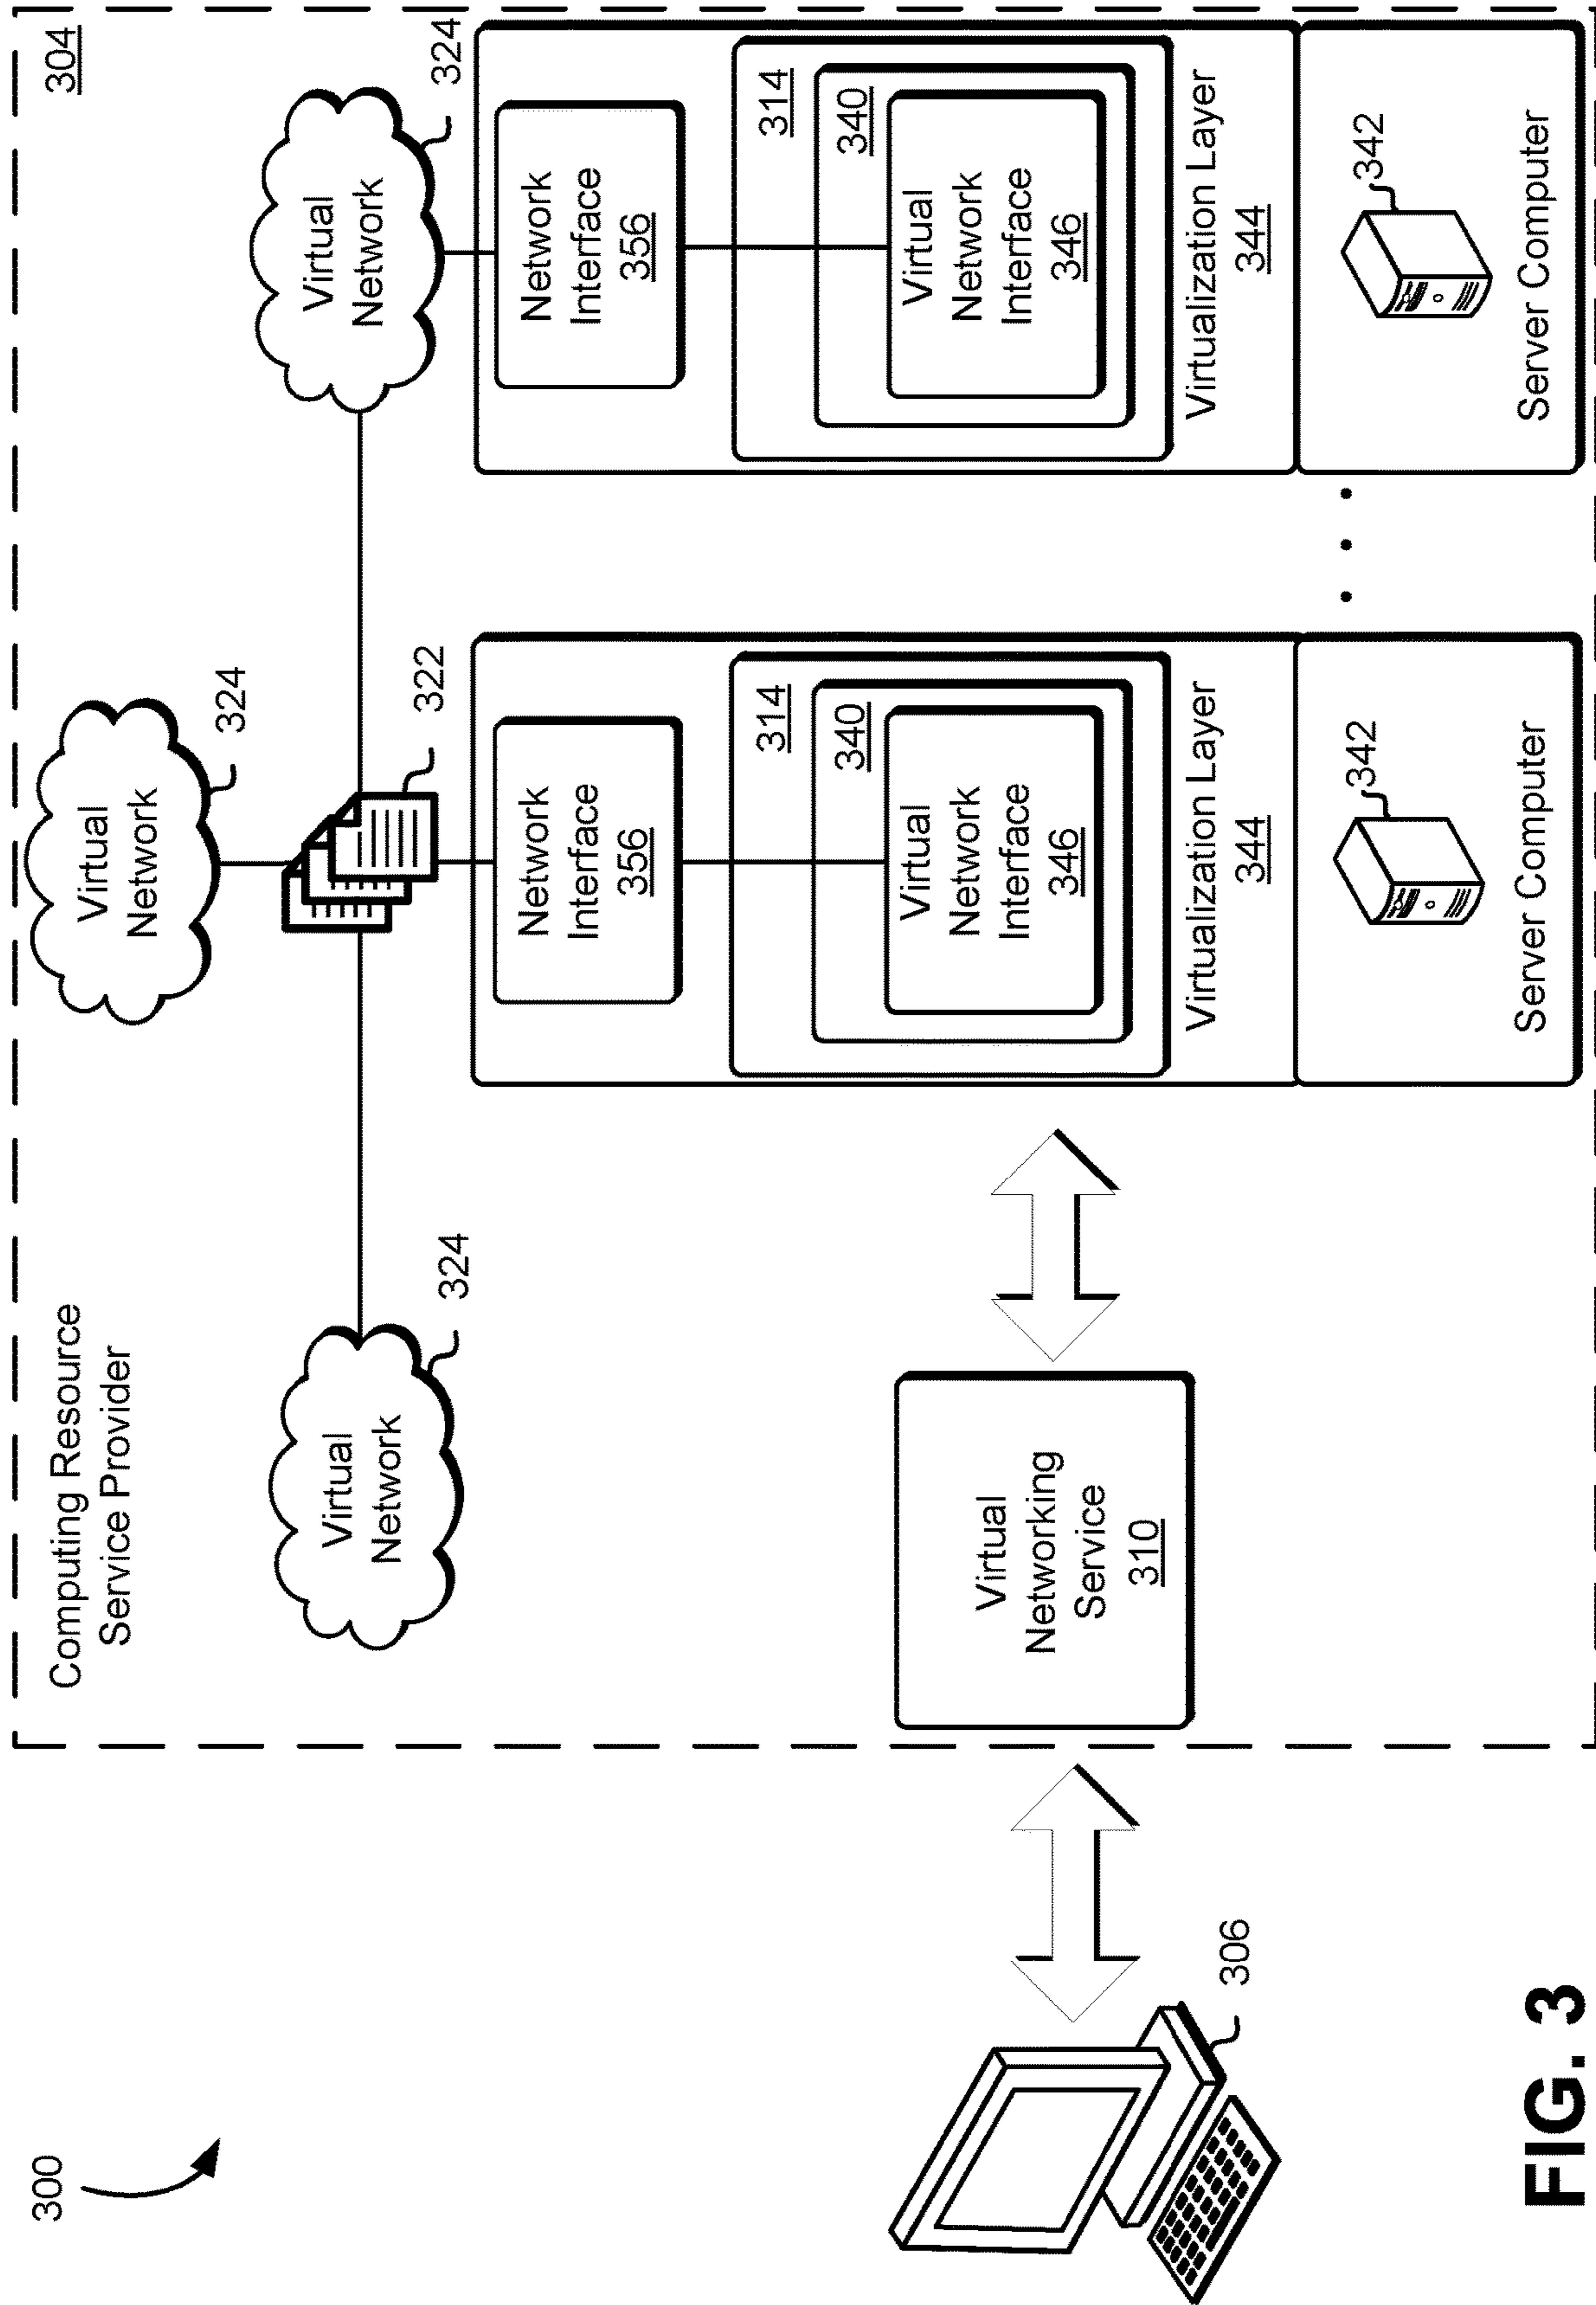 300
Computing Resource
Service Provider
304
Virtual
Network
324
Virtual
Network
324
Virtual
Network
324
322
Network
Interface
356
314
340
Virtual
Network
Interface
346
Virtualization Layer
344
342
Server Computer
Network
Interface
356
314
340
Virtual
Network
Interface
346
Virtualization Layer
344
342
Server Computer
Virtual
Networking
Service
310
306
FIG. 3